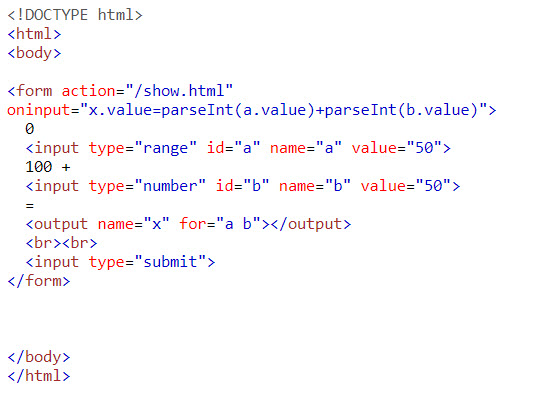 <!DOCTYPE html>
<html>
<body>
<form action="/show.html"
oninput="x.value=parseInt(a.value)+parseInt(b.value)">
0
<input type="range" id="a" name="a" value="50">
100 +
<input type="number" id="b" name="b" value="50">
=
<output name="x" for="a b"></output>
<br><br>
<input type="submit">
</form>
</body>
</html>